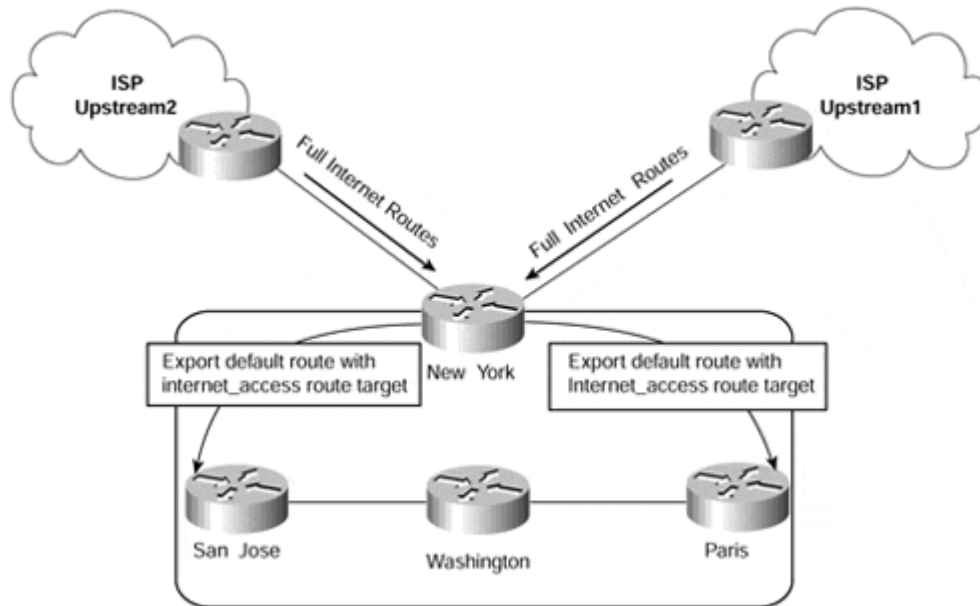 ISP
Upstream2
ISP
Upstream1
Full Internet Routes
Full Internet Routes
Export default route with
internet_access route target
New York
Export default route with
Internet_access route target
San Jose
Washington
Paris